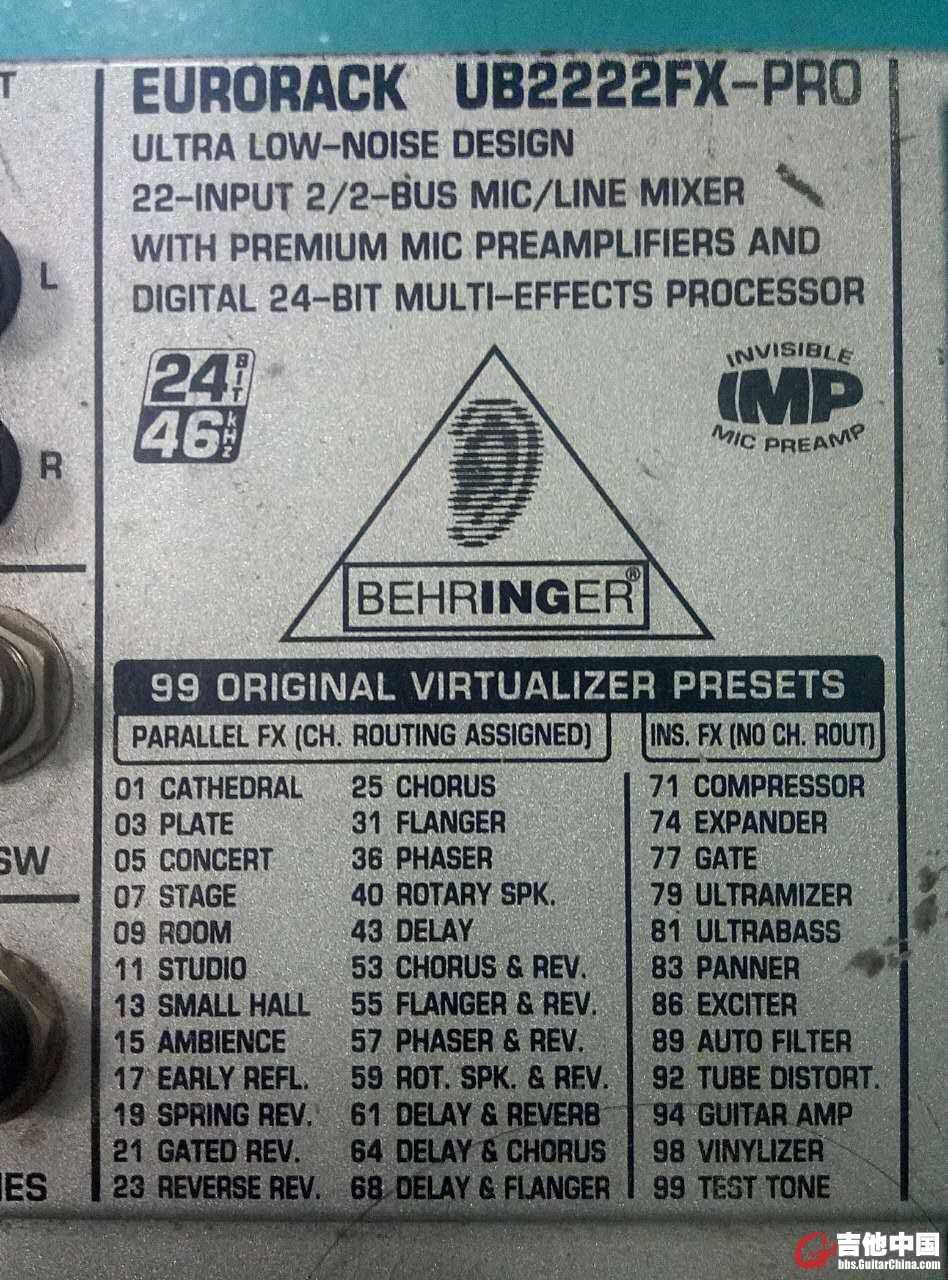 T
EURORACK UB2222FX-PRO
ULTRA LOW-NOISE DESIGN
22-INPUT 2/2-BUS MIC/LINE MIXER
WITH PREMIUM MIC PREAMPLIFIERS AND
DIGITAL 24-BIT MULTI-EFFECTS PROCESSOR
L
R
24 BIT
46 kHz
INVISIBLE
IMP
MIC PREAMP
BEHRINGER®
99 ORIGINAL VIRTUALIZER PRESETS
PARALLEL FX (CH. ROUTING ASSIGNED)
01 CATHEDRAL
03 PLATE
05 CONCERT
07 STAGE
09 ROOM
11 STUDIO
13 SMALL HALL
15 AMBIENCE
17 EARLY REFL.
19 SPRING REV.
21 GATED REV.
23 REVERSE REV.
25 CHORUS
31 FLANGER
36 PHASER
40 ROTARY SPK.
43 DELAY
53 CHORUS & REV.
55 FLANGER & REV.
57 PHASER & REV.
59 ROT. SPK. & REV.
61 DELAY & REVERB
64 DELAY & CHORUS
68 DELAY & FLANGER
INS. FX (NO CH. ROUT)
71 COMPRESSOR
74 EXPANDER
77 GATE
79 ULTRAMIZER
81 ULTRABASS
83 PANNER
86 EXCITER
89 AUTO FILTER
92 TUBE DISTORT.
94 GUITAR AMP
98 VINYLIZER
99 TEST TONE
SW
ES
吉他中国
bbs.GuitarChina.com